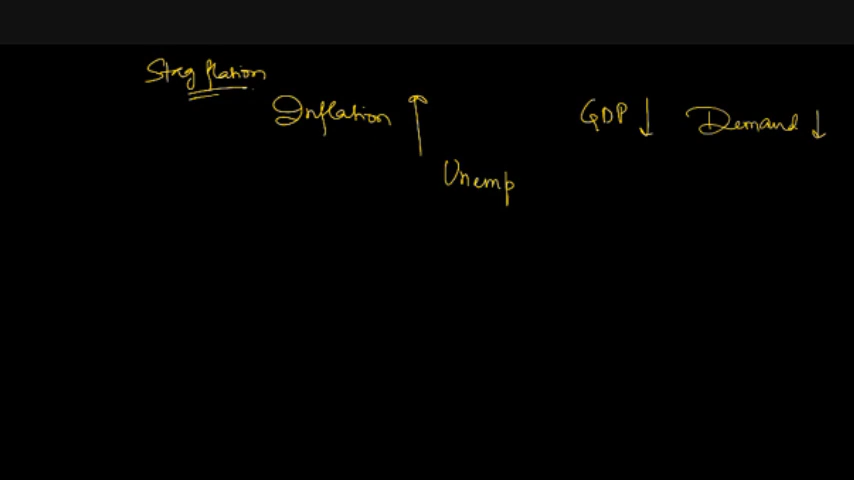 Stagflation
Inflation ↑ GDP ↓ Demand ↓
Unemp